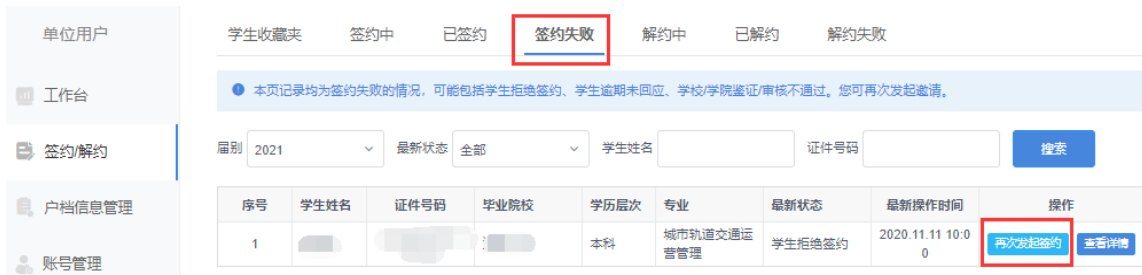 单位用户
学生收藏夹 签约中 已签约 签约失败 解约中 已解约 解约失败
工作台
本页记录均为签约失败的情况，可能包括学生拒绝签约、学生逾期未回应、学校/学院鉴证/审核不通过。您可再次发起邀请。
签约/解约
届别 2021 最新状态 全部 学生姓名 证件号码 搜索
户档信息管理
序号 学生姓名 证件号码 毕业院校 学历层次 专业 最新状态 最新操作时间 操作
1 本科 城市轨道交通运 学生拒绝签约 2020.11.11 10:0 再次发起签约 查看详情
营管理 0
账号管理